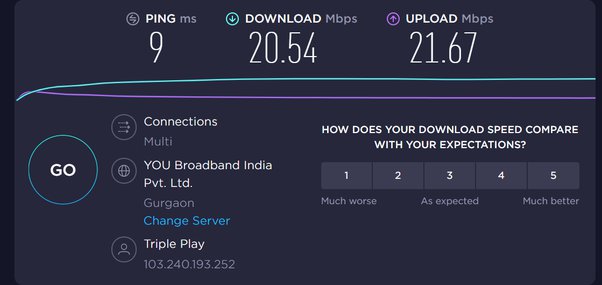 PING ms
9
DOWNLOAD Mbps
20.54
UPLOAD Mbps
21.67
GO
Connections
Multi
YOU Broadband India
Pvt. Ltd.
Gurgaon
Change Server
Triple Play
103.240.193.252
HOW DOES YOUR DOWNLOAD SPEED COMPARE
WITH YOUR EXPECTATIONS?
1 2 3 4 5
Much worse As expected Much better